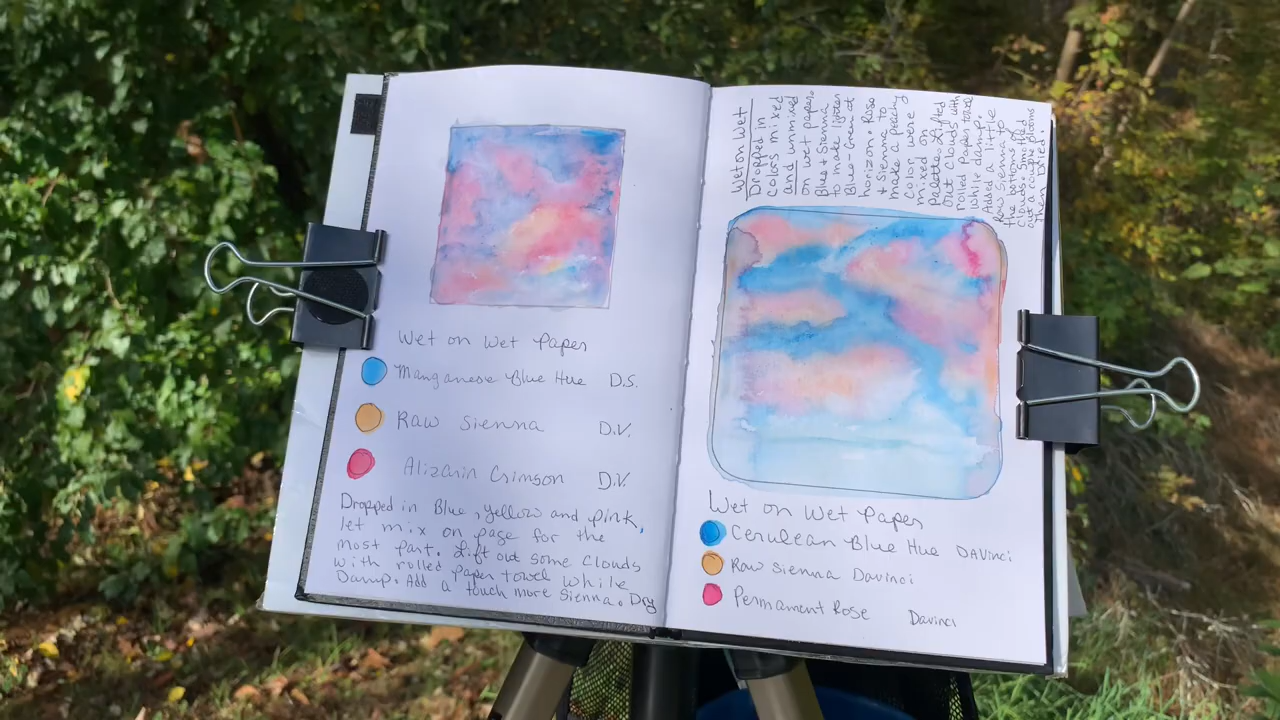 Wet on Wet Paper
Manganese Blue Hue D.S.
Raw Sienna D.V.
Alizarin Crimson D.V.
Dropped in Blue, yellow and pink,
let mix on page for the
most part. Lift out some clouds
with rolled paper towel while
Damp. Add a touch more sienna. Dry
Wet on Wet
Dropped in
colors mixed
and unmixed
on wet paper.
Blue + Sienna
to make lighter
Blue-Green at
horizon. Rose
+ Sienna to
make a peachy
color were
mixed on
palette. Lifted
out clouds with
rolled paper towel
while damp.
Added a little
Raw Sienna to
the bottom of
clouds. Smoothed
out a couple blooms
then Dried.
Wet on Wet Paper
Cerulean Blue Hue DAVinci
Raw Sienna Davinci
Permament Rose Davinci